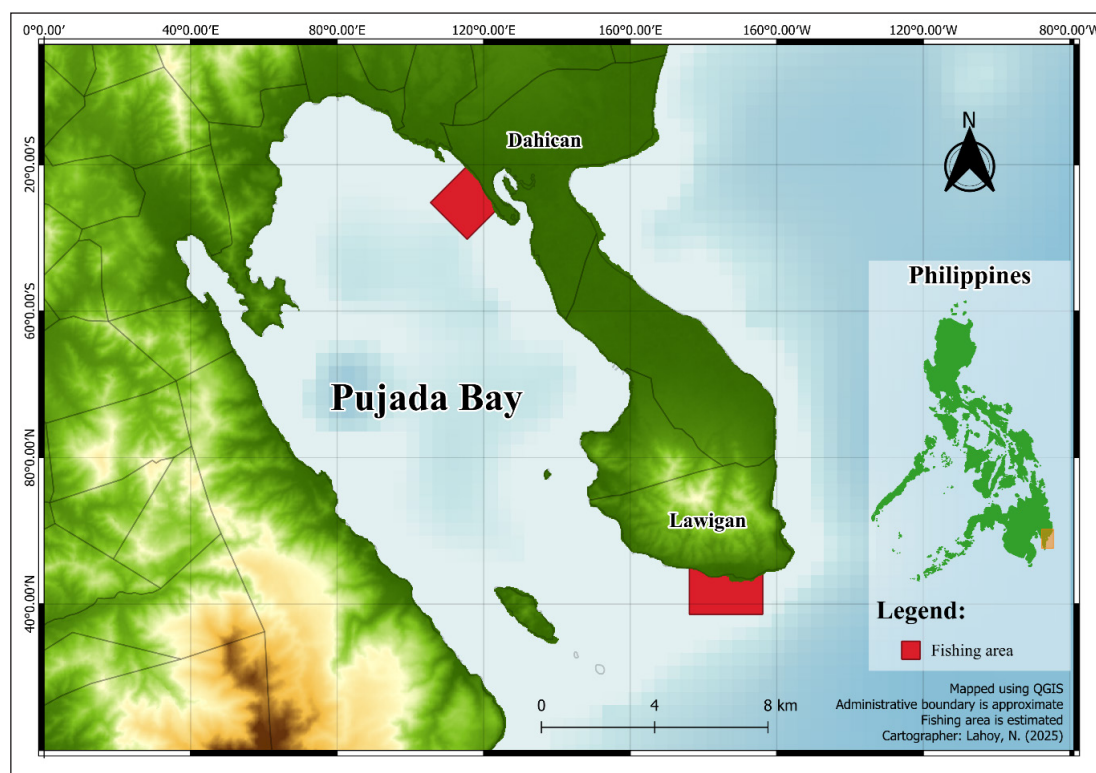 0°0.00′ 80°0.00'E 120°0.00'E 160°0.00'E 160°0.00'W 120°0.00'W 80°0.00'W
20°0.00'S
60°0.00'S
80°0.00'N
40°0.00'N
Dahican
N
Pujada Bay
Lawigan
Philippines
Legend:
Fishing area
0 4 8 km
Mapped using QGIS
Administrative boundary is approximate
Fishing area is estimated
Cartographer: Lahoy, N. (2025)